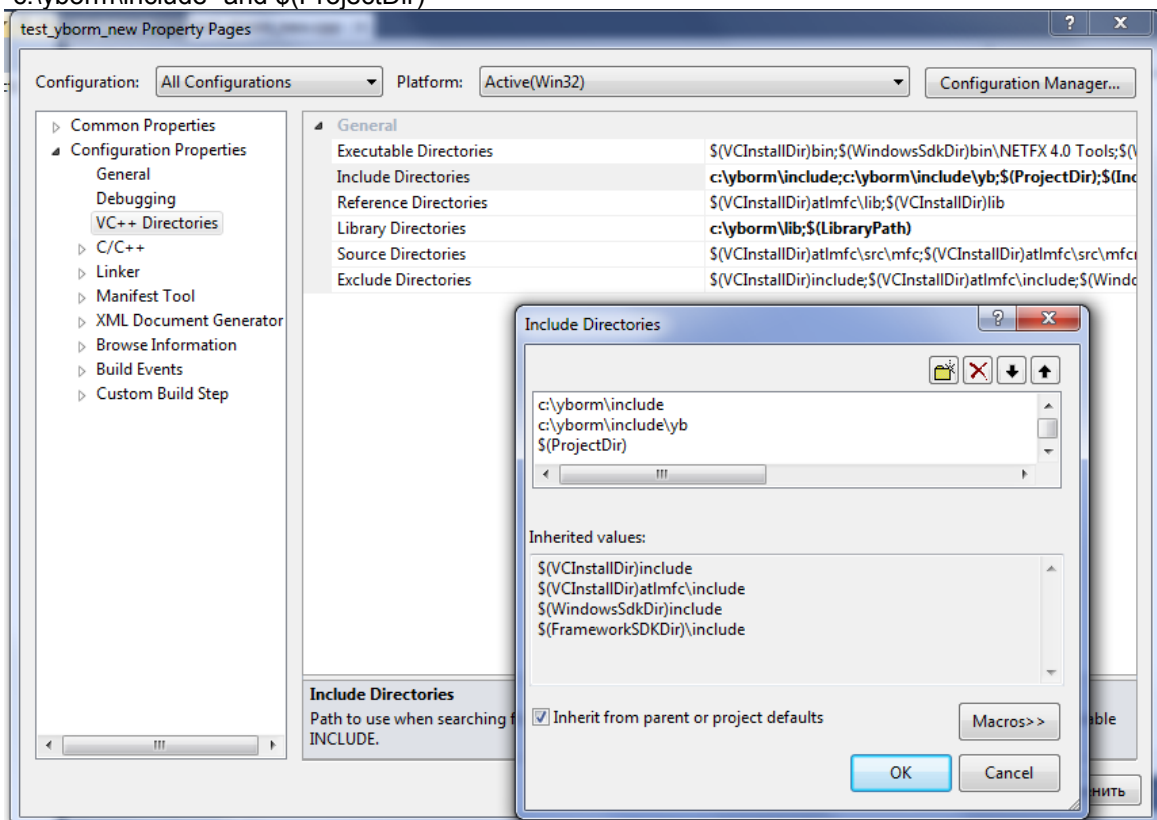 c:\yborm\include" and $(ProjectDir)
test_yborm_new Property Pages
Configuration: All Configurations Platform: Active(Win32) Configuration Manager...
Common Properties
Configuration Properties
General
Debugging
VC++ Directories
C/C++
Linker
Manifest Tool
XML Document Generator
Browse Information
Build Events
Custom Build Step
General
Executable Directories $(VCInstallDir)bin;$(WindowsSdkDir)bin\NETFX 4.0 Tools;$(
Include Directories c:\yborm\include;c:\yborm\include\yb;$(ProjectDir);$(Inc
Reference Directories $(VCInstallDir)atlmfc\lib;$(VCInstallDir)lib
Library Directories c:\yborm\lib;$(LibraryPath)
Source Directories $(VCInstallDir)atlmfc\src\mfc;$(VCInstallDir)atlmfc\src\mfc
Exclude Directories $(VCInstallDir)include;$(VCInstallDir)atlmfc\include;$(Windo
Include Directories
c:\yborm\include
c:\yborm\include\yb
$(ProjectDir)
Inherited values:
$(VCInstallDir)include
$(VCInstallDir)atlmfc\include
$(WindowsSdkDir)include
$(FrameworkSDKDir)\include
Inherit from parent or project defaults
Macros>>
OK Cancel
Include Directories
Path to use when searching
INCLUDE.